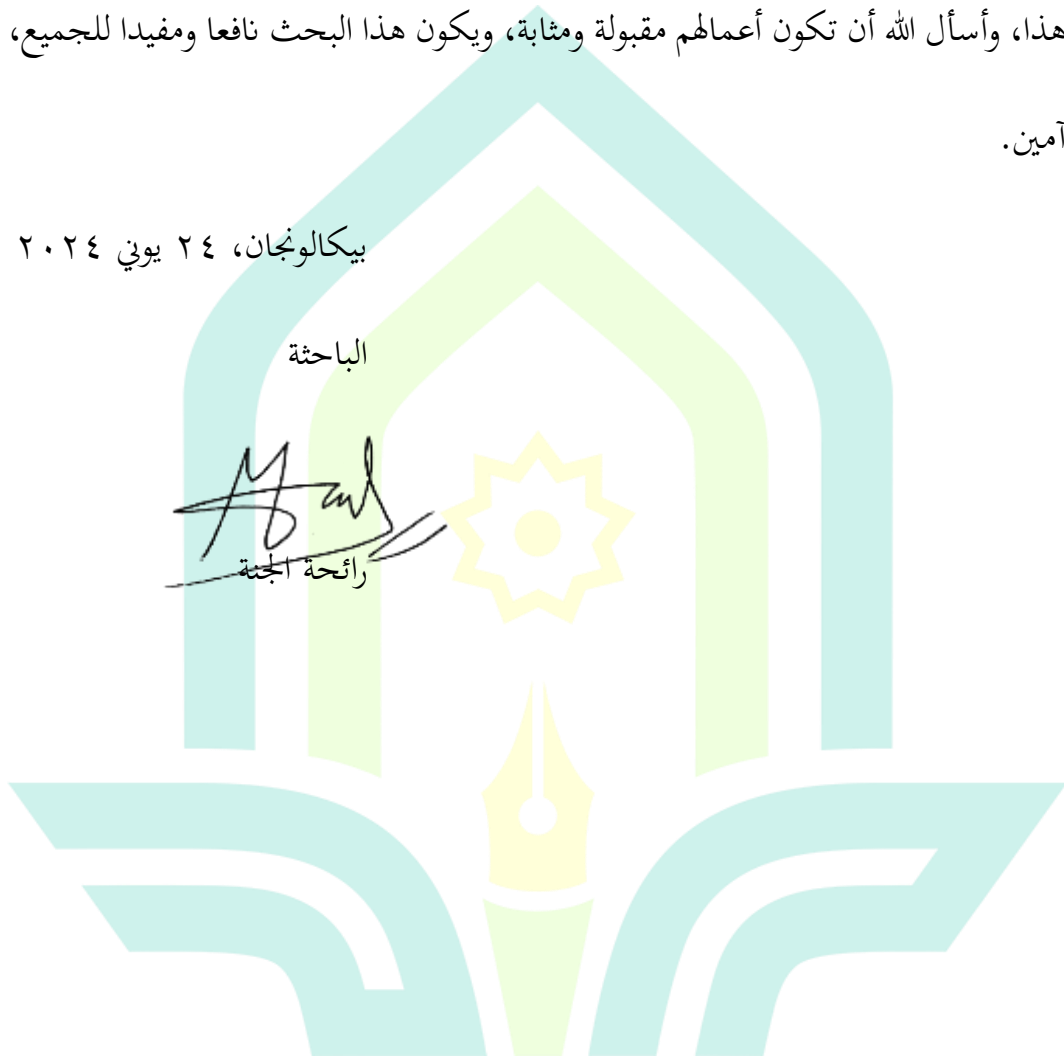 هذا، وأسأل الله أن تكون أعمالهم مقبولة ومثابة، ويكون هذا البحث نافعا ومفيدا للجميع،
آمين.
بيكالونجان، ٢٤ يوني ٢٠٢٤
الباحثة
رائحة الجنة